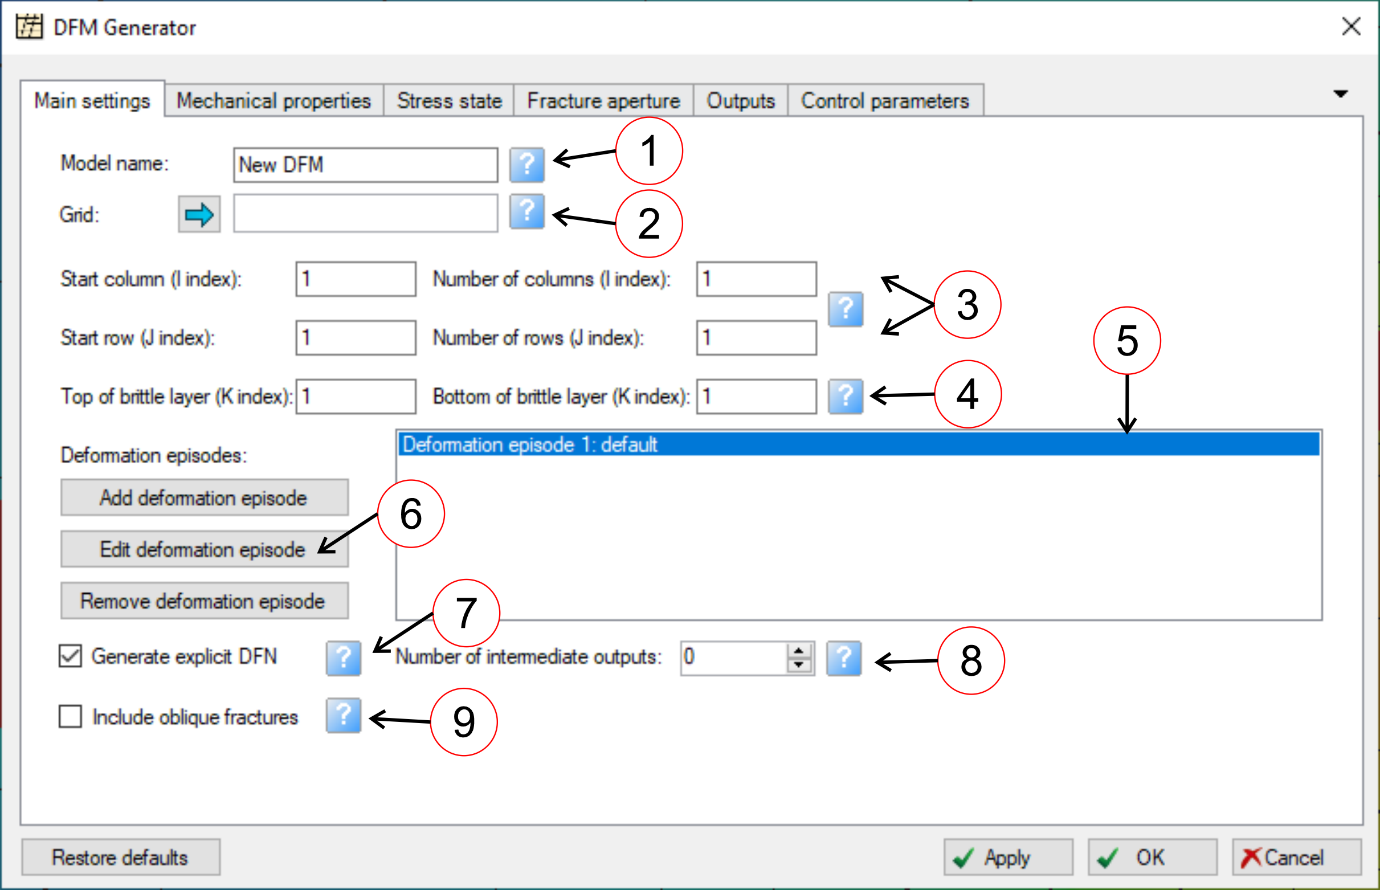 DFM Generator
Main settings Mechanical properties Stress state Fracture aperture Outputs Control parameters
Model name: New DFM ? 1
Grid: ? 2
Start column (I index): 1 Number of columns (I index): 1
? 3
Start row (J index): 1 Number of rows (J index): 1
Top of brittle layer (K index): 1 Bottom of brittle layer (K index): 1 ? 4
5
Deformation episodes:
Deformation episode 1: default
Add deformation episode
6
Edit deformation episode
Remove deformation episode
7
Generate explicit DFN ? Number of intermediate outputs: 0 ? 8
Include oblique fractures ? 9
Restore defaults Apply OK Cancel